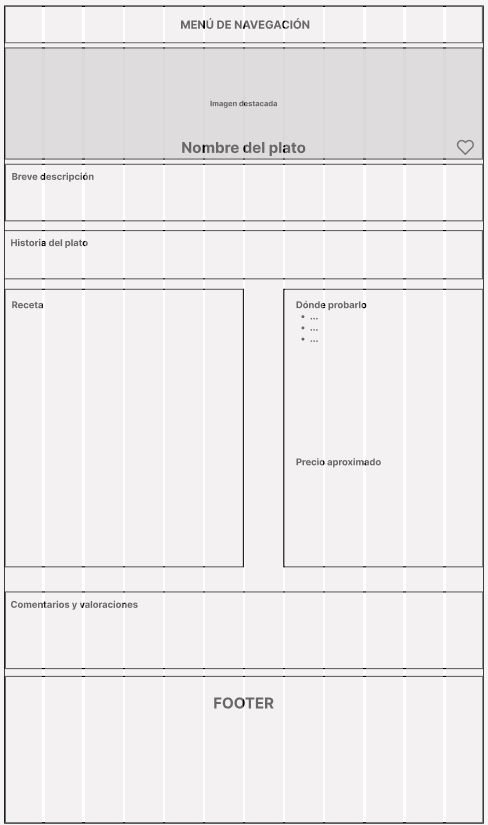 MENÚ DE NAVEGACIÓN
Imagen destacada
Nombre del plato
Breve descripción
Historia del plato
Receta
Dónde probarlo
• ...
• ...
• ...
Precio aproximado
Comentarios y valoraciones
FOOTER